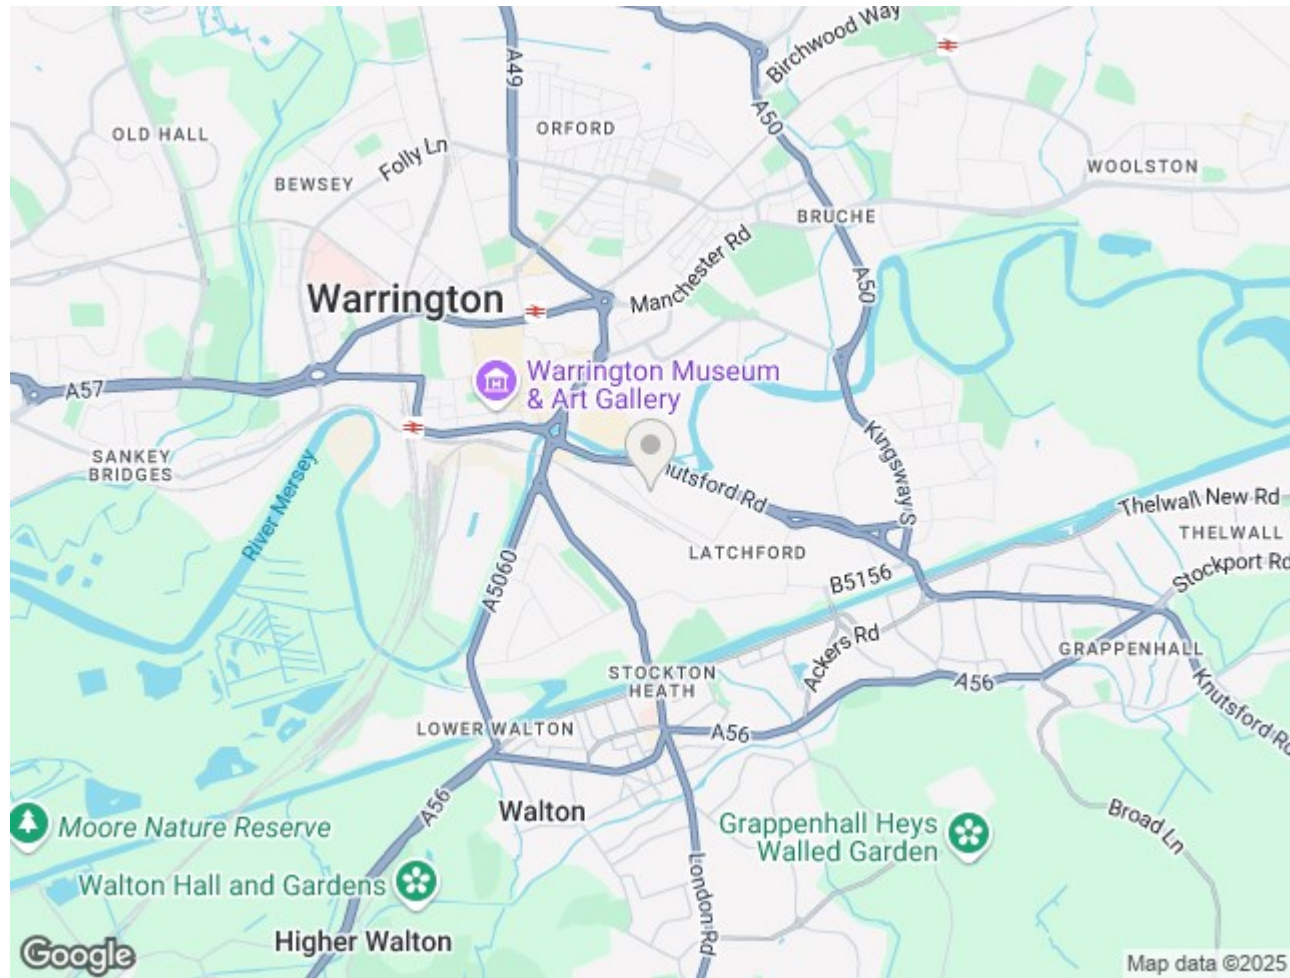 Birchwood Way
A49
A50
ORFORD
OLD HALL
Folly Ln
WOOLSTON
BEWSEY
BRUCHE
Manchester Rd
A50
Warrington
Warrington Museum
& Art Gallery
A57
Kingsway S
SANKEY
BRIDGES
River Mersey
nutsford Rd
Thelwall New Rd
THELWALL
LATCHFORD
Stockport Rd
B5156
A5060
Ackers Rd
GRAPPENHALL
STOCKTON
HEATH
A56
Knutsford Rd
LOWER WALTON
A56
A56
Walton
Broad Ln
Moore Nature Reserve
Grappenhall Heys
Walled Garden
Walton Hall and Gardens
London Rd
Higher Walton
Google
Map data ©2025